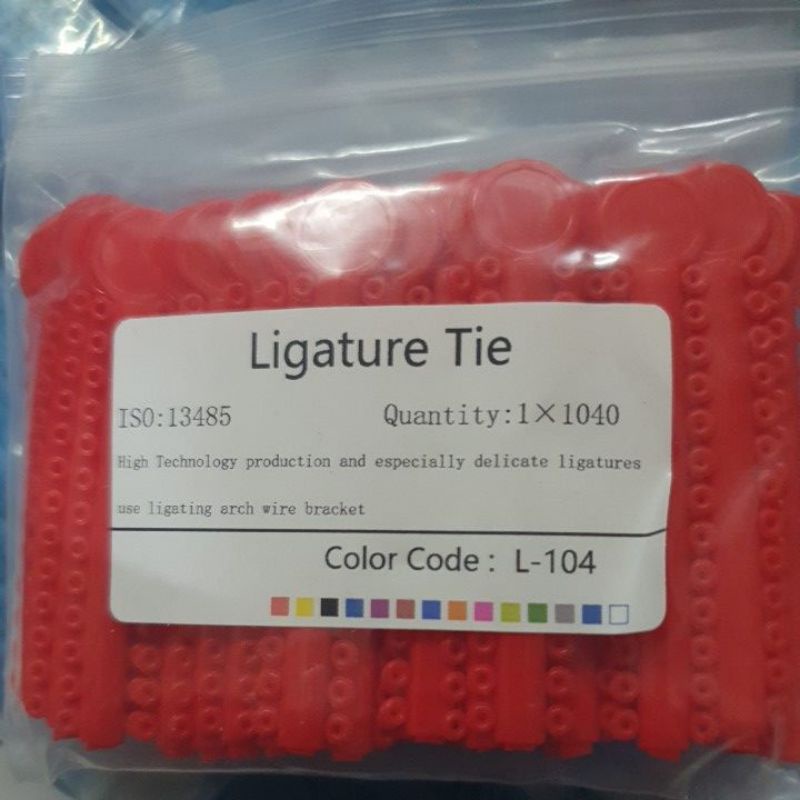 Ligature Tie
ISO:13485 Quantity:1×1040
High Technology production and especially delicate ligatures
use ligating arch wire bracket
Color Code : L-104